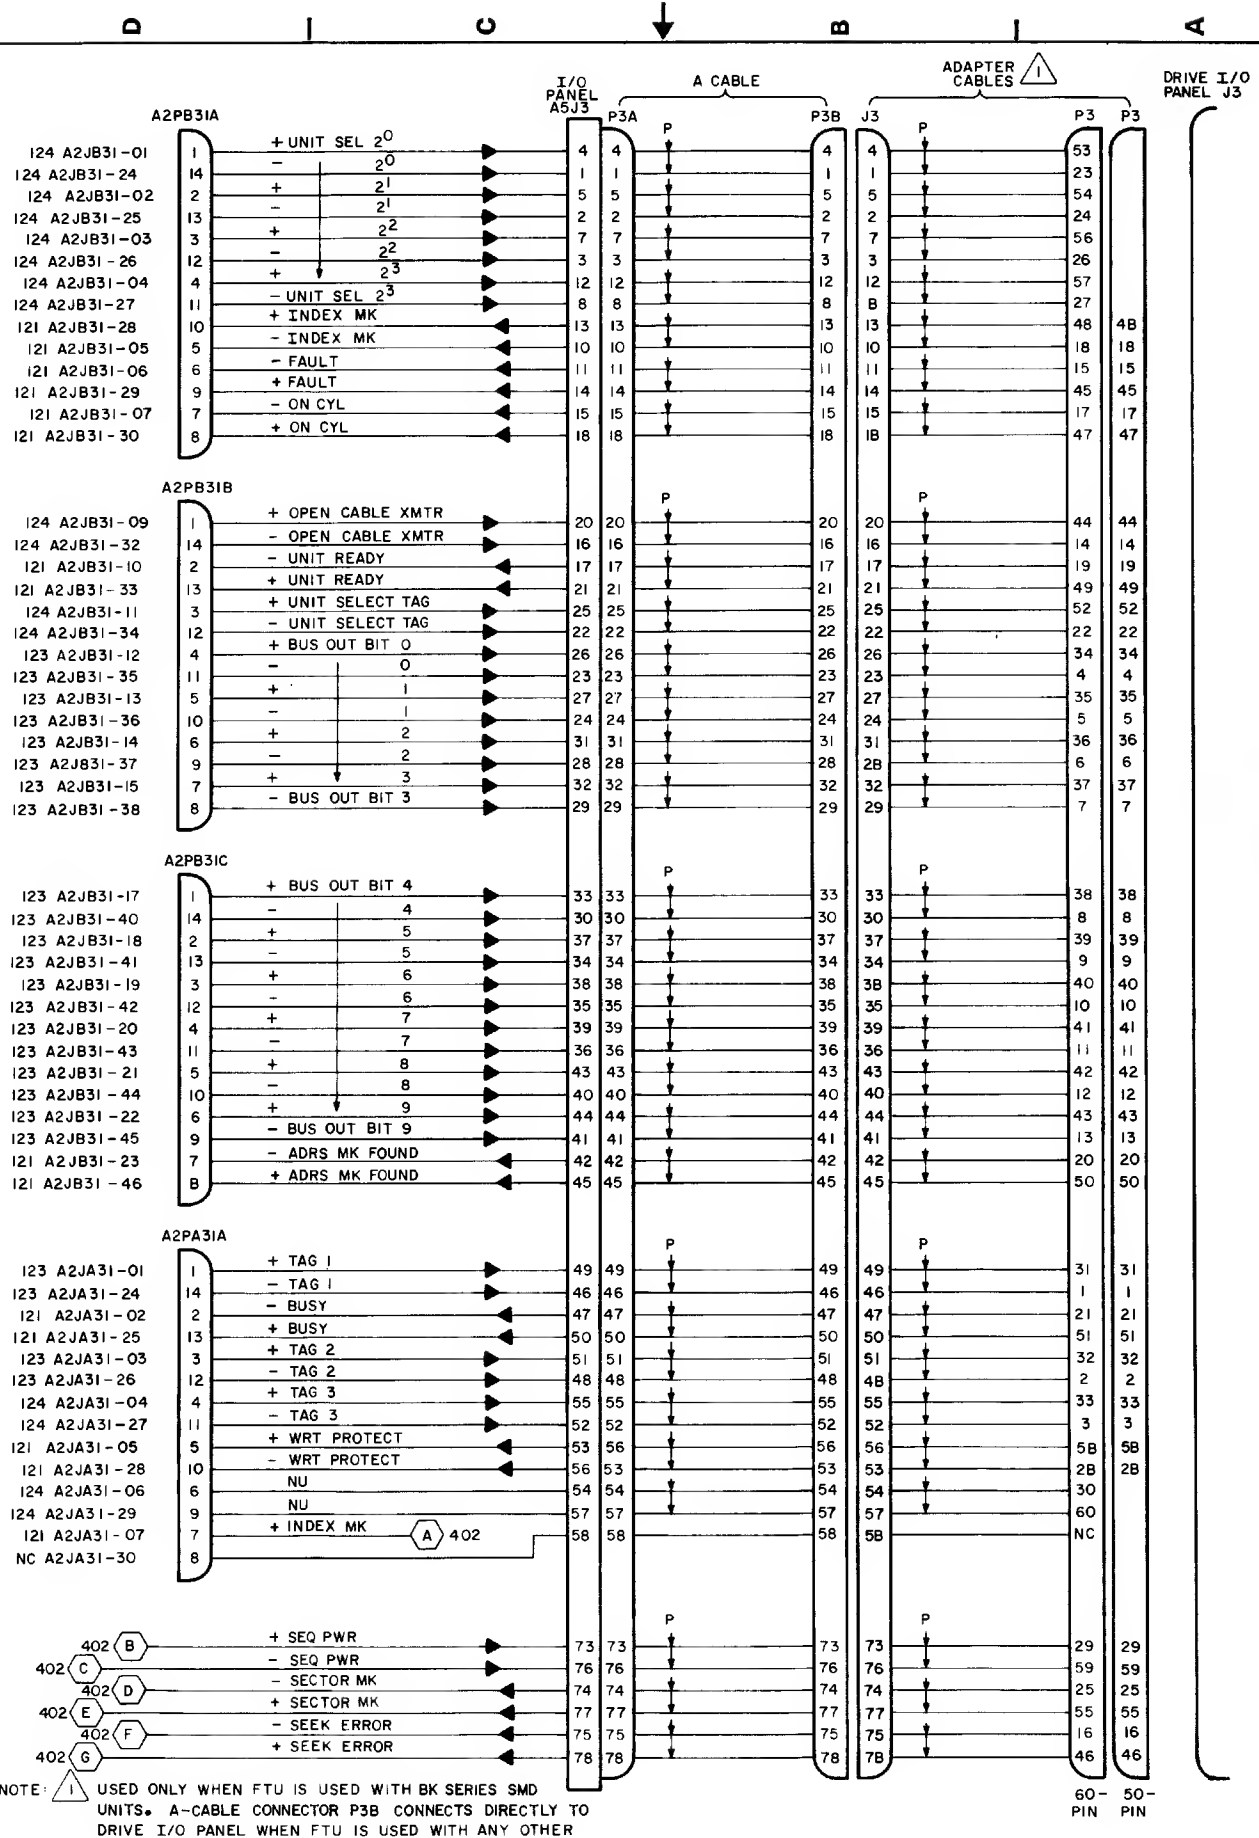 D C B A
I/O PANEL A5J3
A CABLE
ADAPTER CABLES 1
DRIVE I/O PANEL J3
P3A P3B J3 P3 P3
A2PB31A
P P
124 A2JB31-01 1 + UNIT SEL 2⁰ 4 4 4 4 53
124 A2JB31-24 14 - 2⁰ 1 1 1 1 23
124 A2JB31-02 2 + 2¹ 5 5 5 5 54
124 A2JB31-25 13 - 2¹ 2 2 2 2 24
124 A2JB31-03 3 + 2² 7 7 7 7 56
124 A2JB31-26 12 - 2² 3 3 3 3 26
124 A2JB31-04 4 + 2³ 12 12 12 12 57
124 A2JB31-27 11 - UNIT SEL 2³ 8 8 8 B 27
121 A2JB31-28 10 + INDEX MK 13 13 13 13 48 4B
121 A2JB31-05 5 - INDEX MK 10 10 10 10 18 18
121 A2JB31-06 6 - FAULT 11 11 11 11 15 15
121 A2JB31-29 9 + FAULT 14 14 14 14 45 45
121 A2JB31-07 7 - ON CYL 15 15 15 15 17 17
121 A2JB31-30 8 + ON CYL 18 18 18 1B 47 47
A2PB31B
P P
124 A2JB31-09 1 + OPEN CABLE XMTR 20 20 20 20 44 44
124 A2JB31-32 14 - OPEN CABLE XMTR 16 16 16 16 14 14
121 A2JB31-10 2 - UNIT READY 17 17 17 17 19 19
121 A2JB31-33 13 + UNIT READY 21 21 21 21 49 49
124 A2JB31-11 3 + UNIT SELECT TAG 25 25 25 25 52 52
124 A2JB31-34 12 - UNIT SELECT TAG 22 22 22 22 22 22
123 A2JB31-12 4 + BUS OUT BIT 0 26 26 26 26 34 34
123 A2JB31-35 11 - 0 23 23 23 23 4 4
123 A2JB31-13 5 + 1 27 27 27 27 35 35
123 A2JB31-36 10 - 1 24 24 24 24 5 5
123 A2JB31-14 6 + 2 31 31 31 31 36 36
123 A2J831-37 9 - 2 28 28 28 2B 6 6
123 A2JB31-15 7 + 3 32 32 32 32 37 37
123 A2JB31-38 8 - BUS OUT BIT 3 29 29 29 29 7 7
A2PB31C
P P
123 A2JB31-17 1 + BUS OUT BIT 4 33 33 33 33 38 38
123 A2JB31-40 14 - 4 30 30 30 30 8 8
123 A2JB31-18 2 + 5 37 37 37 37 39 39
123 A2JB31-41 13 - 5 34 34 34 34 9 9
123 A2JB31-19 3 + 6 38 38 38 3B 40 40
123 A2JB31-42 12 - 6 35 35 35 35 10 10
123 A2JB31-20 4 + 7 39 39 39 39 41 41
123 A2JB31-43 11 - 7 36 36 36 36 11 11
123 A2JB31-21 5 + 8 43 43 43 43 42 42
123 A2JB31-44 10 - 8 40 40 40 40 12 12
123 A2JB31-22 6 + 9 44 44 44 44 43 43
123 A2JB31-45 9 - BUS OUT BIT 9 41 41 41 41 13 13
121 A2JB31-23 7 - ADRS MK FOUND 42 42 42 42 20 20
121 A2JB31-46 B + ADRS MK FOUND 45 45 45 45 50 50
A2PA31A
P P
123 A2JA31-01 1 + TAG 1 49 49 49 49 31 31
123 A2JA31-24 14 - TAG 1 46 46 46 46 1 1
121 A2JA31-02 2 - BUSY 47 47 47 47 21 21
121 A2JA31-25 13 + BUSY 50 50 50 50 51 51
123 A2JA31-03 3 + TAG 2 51 51 51 51 32 32
123 A2JA31-26 12 - TAG 2 48 48 48 4B 2 2
124 A2JA31-04 4 + TAG 3 55 55 55 55 33 33
124 A2JA31-27 11 - TAG 3 52 52 52 52 3 3
121 A2JA31-05 5 + WRT PROTECT 53 56 56 56 5B 5B
121 A2JA31-28 10 - WRT PROTECT 56 53 53 53 2B 2B
124 A2JA31-06 6 NU 54 54 54 54 30
124 A2JA31-29 9 NU 57 57 57 57 60
121 A2JA31-07 7 + INDEX MK A 402 58 58 58 5B NC
NC A2JA31-30 8
P P
402 B + SEQ PWR 73 73 73 73 29 29
402 C - SEQ PWR 76 76 76 76 59 59
402 D - SECTOR MK 74 74 74 74 25 25
402 E + SECTOR MK 77 77 77 77 55 55
402 F - SEEK ERROR 75 75 75 75 16 16
402 G + SEEK ERROR 78 78 78 7B 46 46
60-PIN 50-PIN
NOTE: 1 USED ONLY WHEN FTU IS USED WITH BK SERIES SMD
UNITS. A-CABLE CONNECTOR P3B CONNECTS DIRECTLY TO
DRIVE I/O PANEL WHEN FTU IS USED WITH ANY OTHER